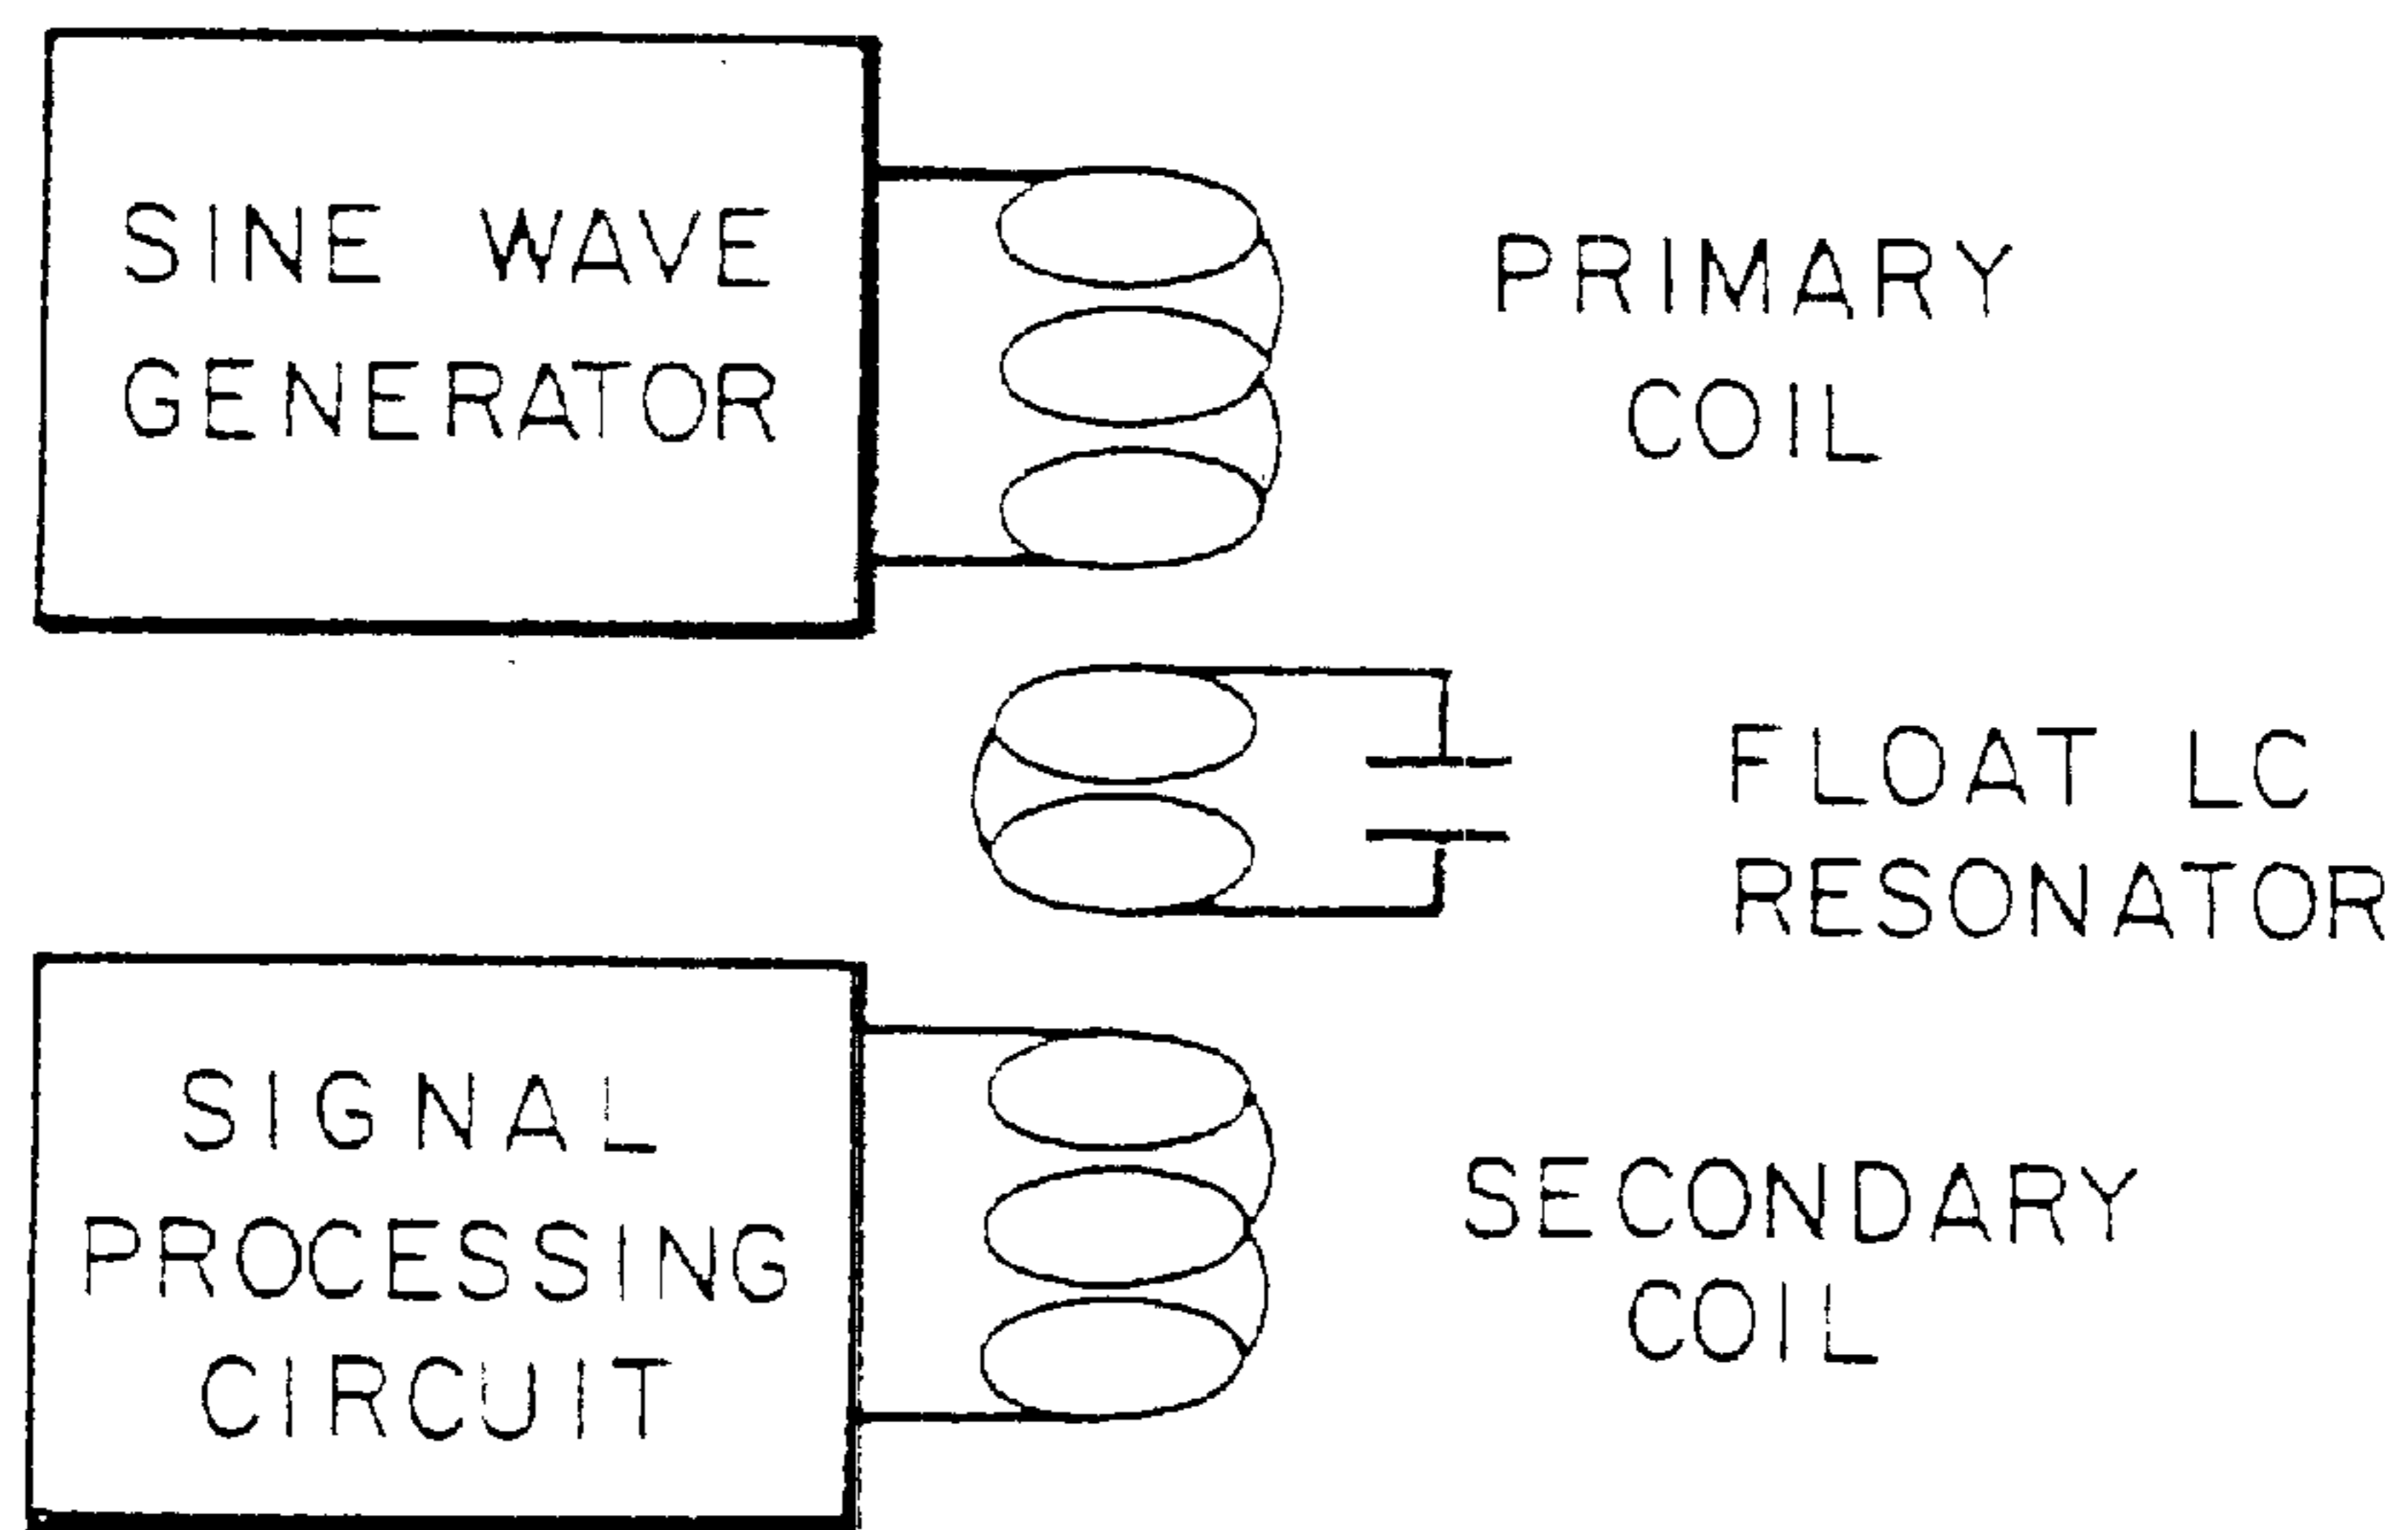 SINE WAVE
GENERATOR
PRIMARY
COIL
FLOAT LC
RESONATOR
SIGNAL
PROCESSING
CIRCUIT
SECONDARY
COIL